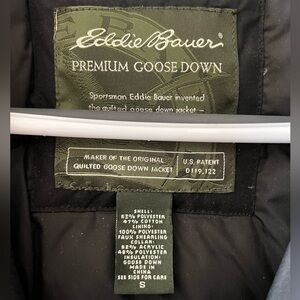 Eddie Bauer
PREMIUM GOOSE DOWN
Sportsman Eddie Bauer invented
the quilted goose down jacket –
MAKER OF THE ORIGINAL
QUILTED GOOSE DOWN JACKET
U.S. PATENT
D119,122
SHELL:
53% POLYESTER
47% COTTON
LINING:
100% POLYESTER
FAUX SHEARLING
COLLAR:
52% ACRYLIC
48% POLYESTER
INSULATION:
GOOSE DOWN
MADE IN
CHINA
SEE SIDE FOR CARE
S